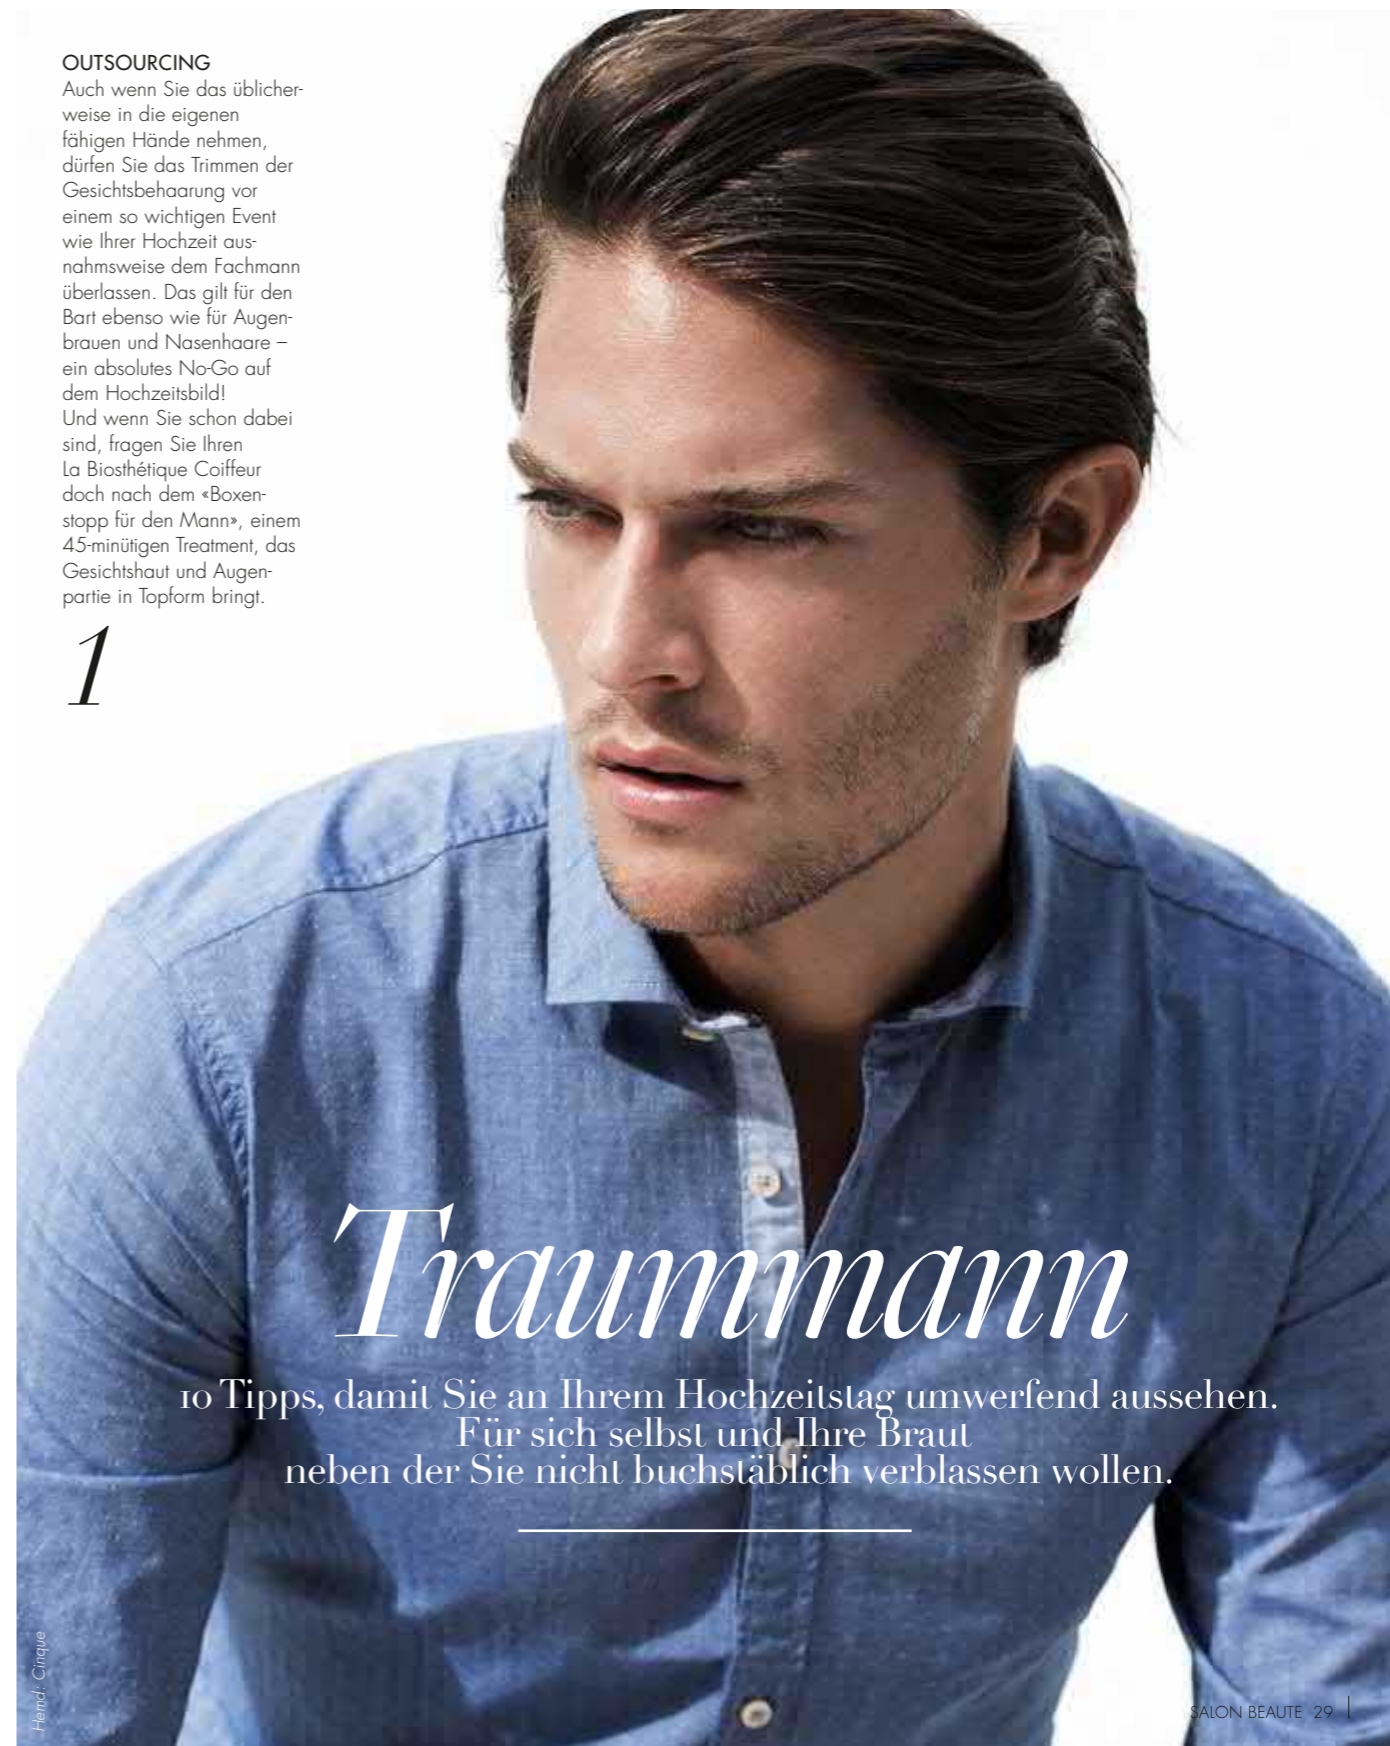 OUTSOURCING
Auch wenn Sie das üblicher-
weise in die eigenen
fähigen Hände nehmen,
dürfen Sie das Trimmen der
Gesichtsbehaarung vor
einem so wichtigen Event
wie Ihrer Hochzeit aus-
nahmsweise dem Fachmann
überlassen. Das gilt für den
Bart ebenso wie für Augen-
brauen und Nasenhaare –
ein absolutes No-Go auf
dem Hochzeitsbild!
Und wenn Sie schon dabei
sind, fragen Sie Ihren
La Biosthétique Coiffeur
doch nach dem «Boxen-
stopp für den Mann», einem
45-minütigen Treatment, das
Gesichtshaut und Augen-
partie in Topform bringt.
1
Traummann
10 Tipps, damit Sie an Ihrem Hochzeitstag umwerfend aussehen.
Für sich selbst und Ihre Braut
neben der Sie nicht buchstäblich verblassen wollen.
Hemd: Cinque
SALON BEAUTE 29